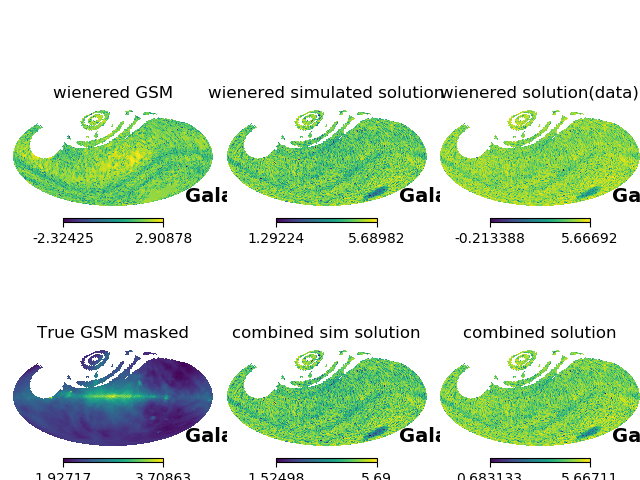 wienered GSM
wienered simulated solution
wienered solution(data)
Gala
Gala
Ga
-2.32425 2.90878
1.29224 5.68982
-0.213388 5.66692
True GSM masked
combined sim solution
combined solution
Gala
Gala
Ga
1.92717 3.70863
1.52498 5.69
0.683133 5.66711